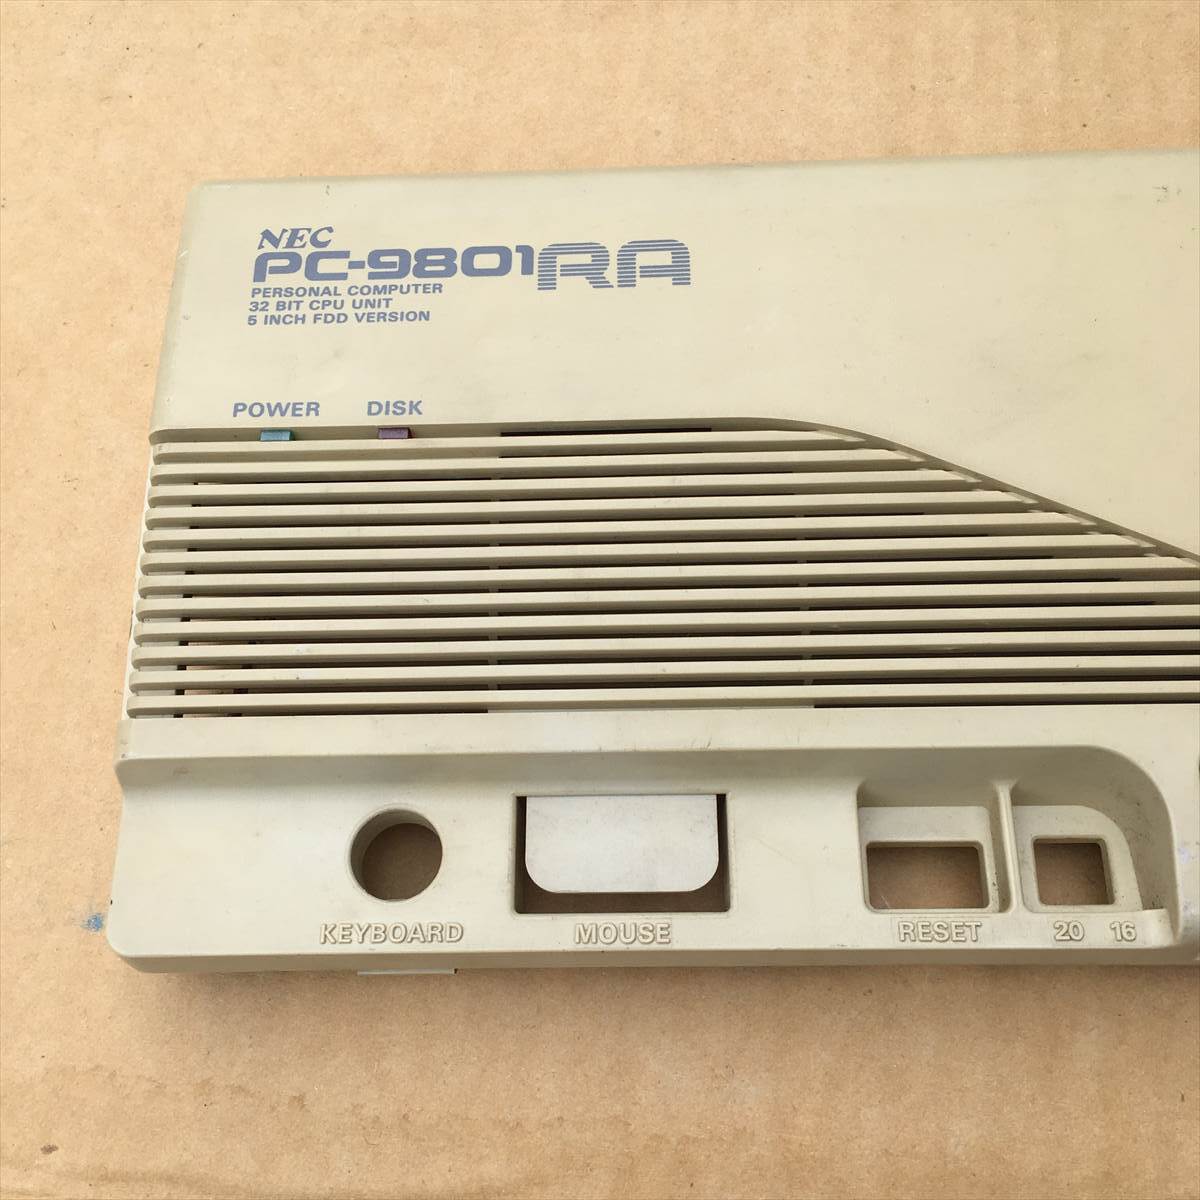 NEC
PC-9801RA
PERSONAL COMPUTER
32 BIT CPU UNIT
5 INCH FDD VERSION
POWER DISK
KEYBOARD MOUSE RESET 20 16